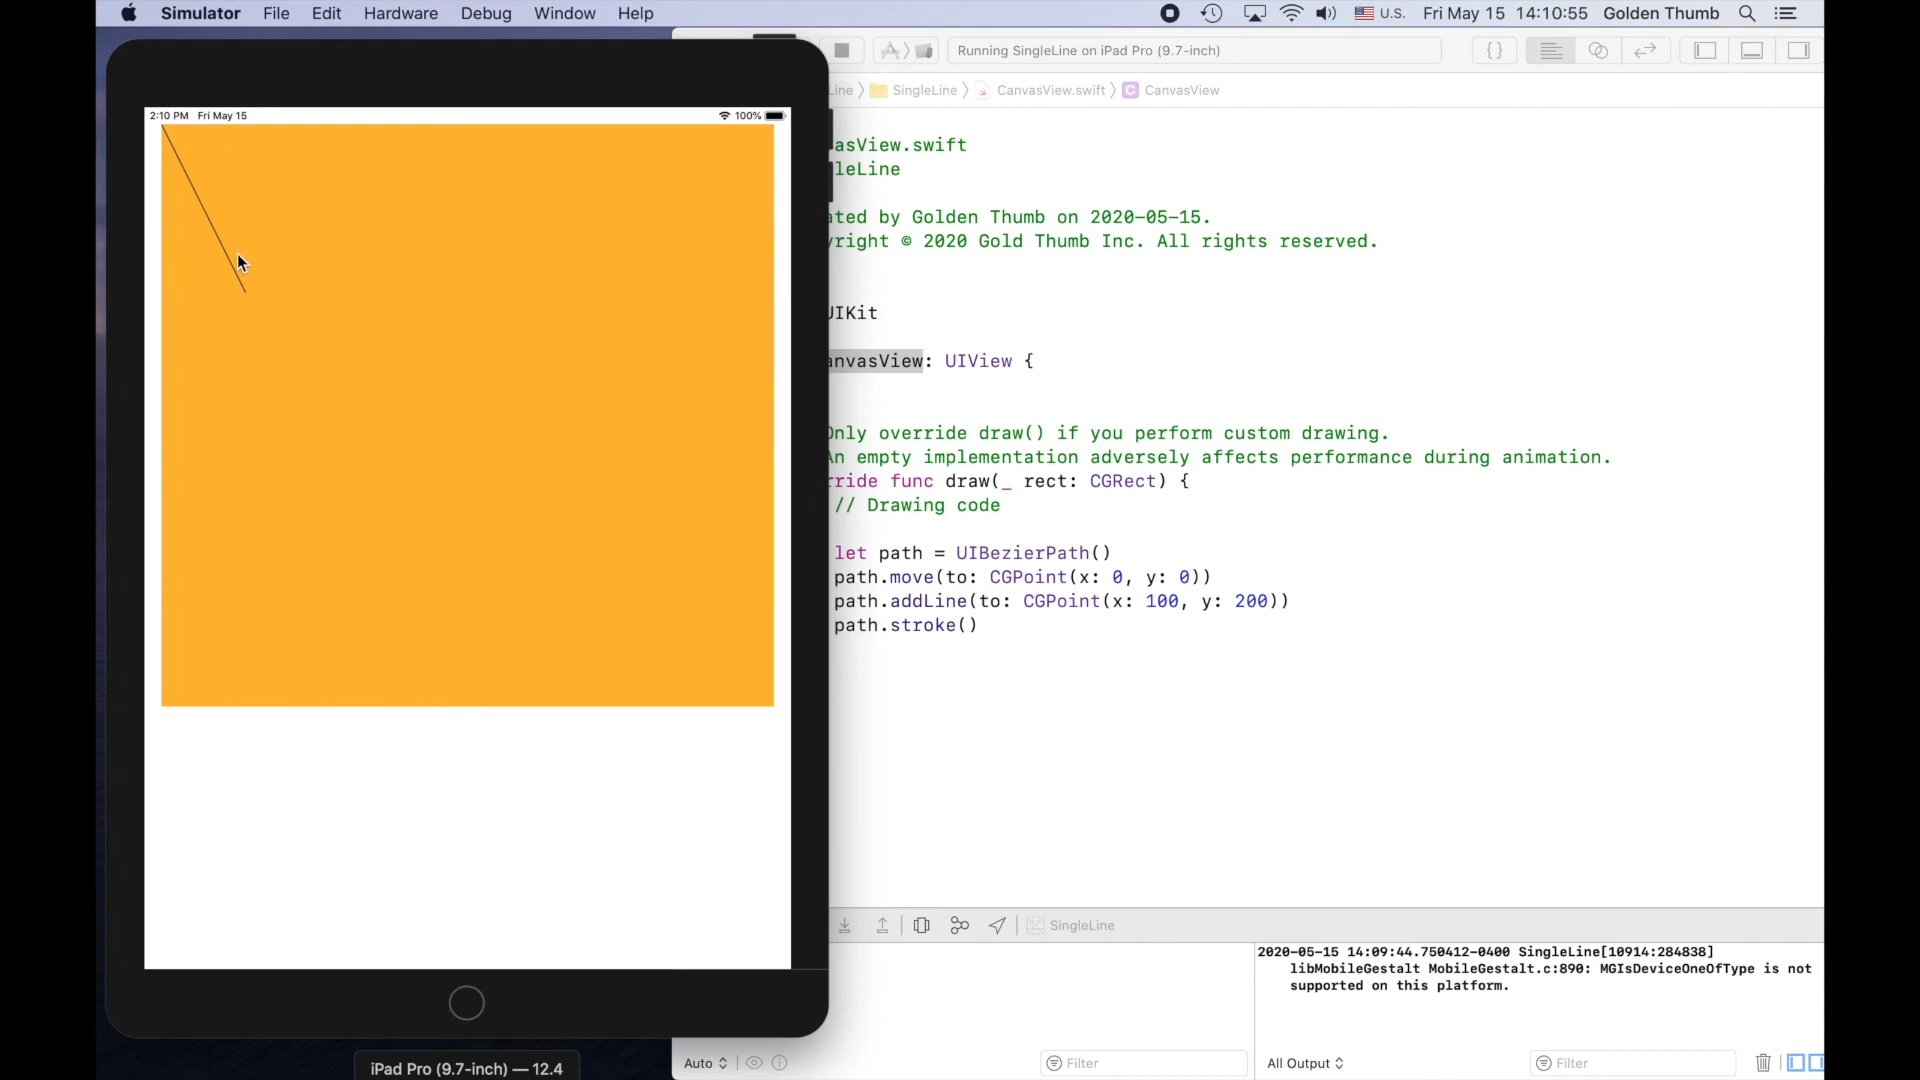 Simulator File Edit Hardware Debug Window Help U.S. Fri May 15 14:10:55 Golden Thumb
Running SingleLine on iPad Pro (9.7-inch)
Line SingleLine CanvasView.swift C CanvasView
2:10 PM Fri May 15 100%
asView.swift
leLine
ated by Golden Thumb on 2020-05-15.
yright © 2020 Gold Thumb Inc. All rights reserved.
UIKit
anvasView: UIView {
Only override draw() if you perform custom drawing.
An empty implementation adversely affects performance during animation.
rride func draw(_ rect: CGRect) {
// Drawing code
let path = UIBezierPath()
path.move(to: CGPoint(x: 0, y: 0))
path.addLine(to: CGPoint(x: 100, y: 200))
path.stroke()
SingleLine
2020-05-15 14:09:44.750412-0400 SingleLine[10914:284838]
libMobileGestalt MobileGestalt.c:890: MGIsDeviceOneOfType is not
supported on this platform.
Auto Filter All Output Filter
iPad Pro (9.7-inch) — 12.4